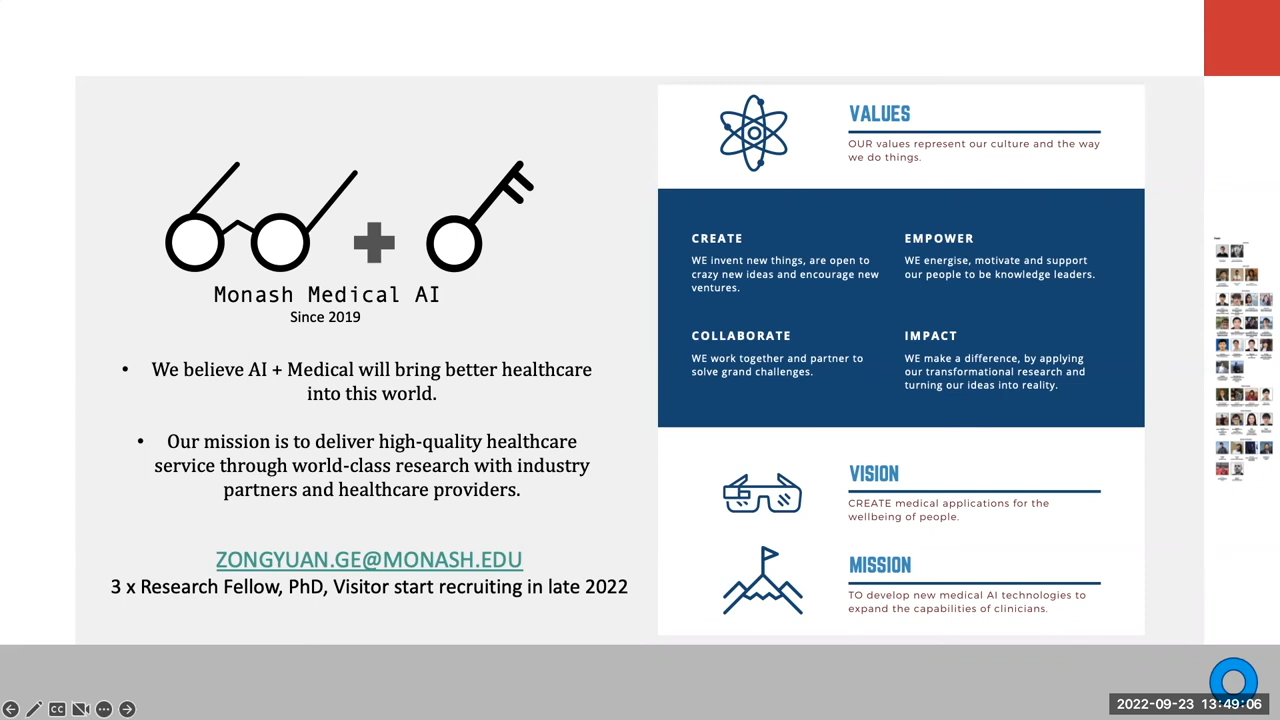 Monash Medical AI
Since 2019
• We believe AI + Medical will bring better healthcare
into this world.
• Our mission is to deliver high-quality healthcare
service through world-class research with industry
partners and healthcare providers.
ZONGYUAN.GE@MONASH.EDU
3 x Research Fellow, PhD, Visitor start recruiting in late 2022
VALUES
OUR values represent our culture and the way
we do things.
CREATE
WE invent new things, are open to
crazy new ideas and encourage new
ventures.
EMPOWER
WE energise, motivate and support
our people to be knowledge leaders.
COLLABORATE
WE work together and partner to
solve grand challenges.
IMPACT
WE make a difference, by applying
our transformational research and
turning our ideas into reality.
VISION
CREATE medical applications for the
wellbeing of people.
MISSION
TO develop new medical AI technologies to
expand the capabilities of clinicians.
CC
2022-09-23 13:49:06